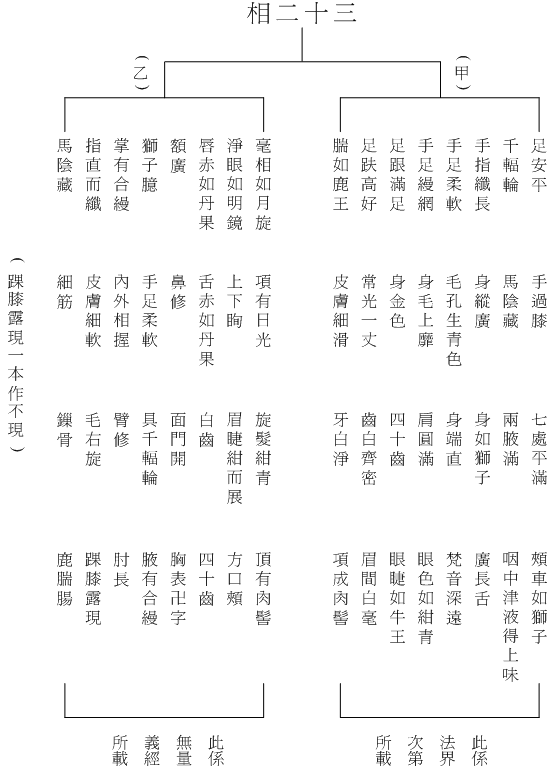 三十二相
（甲）
足安平
千輻輪
手指纖長
手足柔軟
手足縵網
足跟滿足
足趺高好
腨如鹿王
手過膝
馬陰藏
身縱廣
毛孔生青色
身毛上靡
身金色
常光一丈
皮膚細滑
七處平滿
兩腋滿
身如獅子
身端直
肩圓滿
四十齒
齒白齊密
牙白淨
頰車如獅子
咽中津液得上味
廣長舌
梵音深遠
眼色如紺青
眼睫如牛王
眉間白毫
項成肉髻
此係
法界
次第
所載
（乙）
毫相如月旋
淨眼如明鏡
唇赤如丹果
額廣
獅子臆
掌有合縵
指直而纖
馬陰藏
項有日光
上下眴
舌赤如丹果
鼻修
手足柔軟
內外相握
皮膚細軟
細筋
旋髮紺青
眉睫紺而展
白齒
面門開
具千輻輪
臂修
毛右旋
鏁骨
頂有肉髻
方口頰
四十齒
胸表卍字
腋有合縵
肘長
踝膝露現
鹿腨腸
此係
無量
義經
所載
（踝膝露現一本作不現）